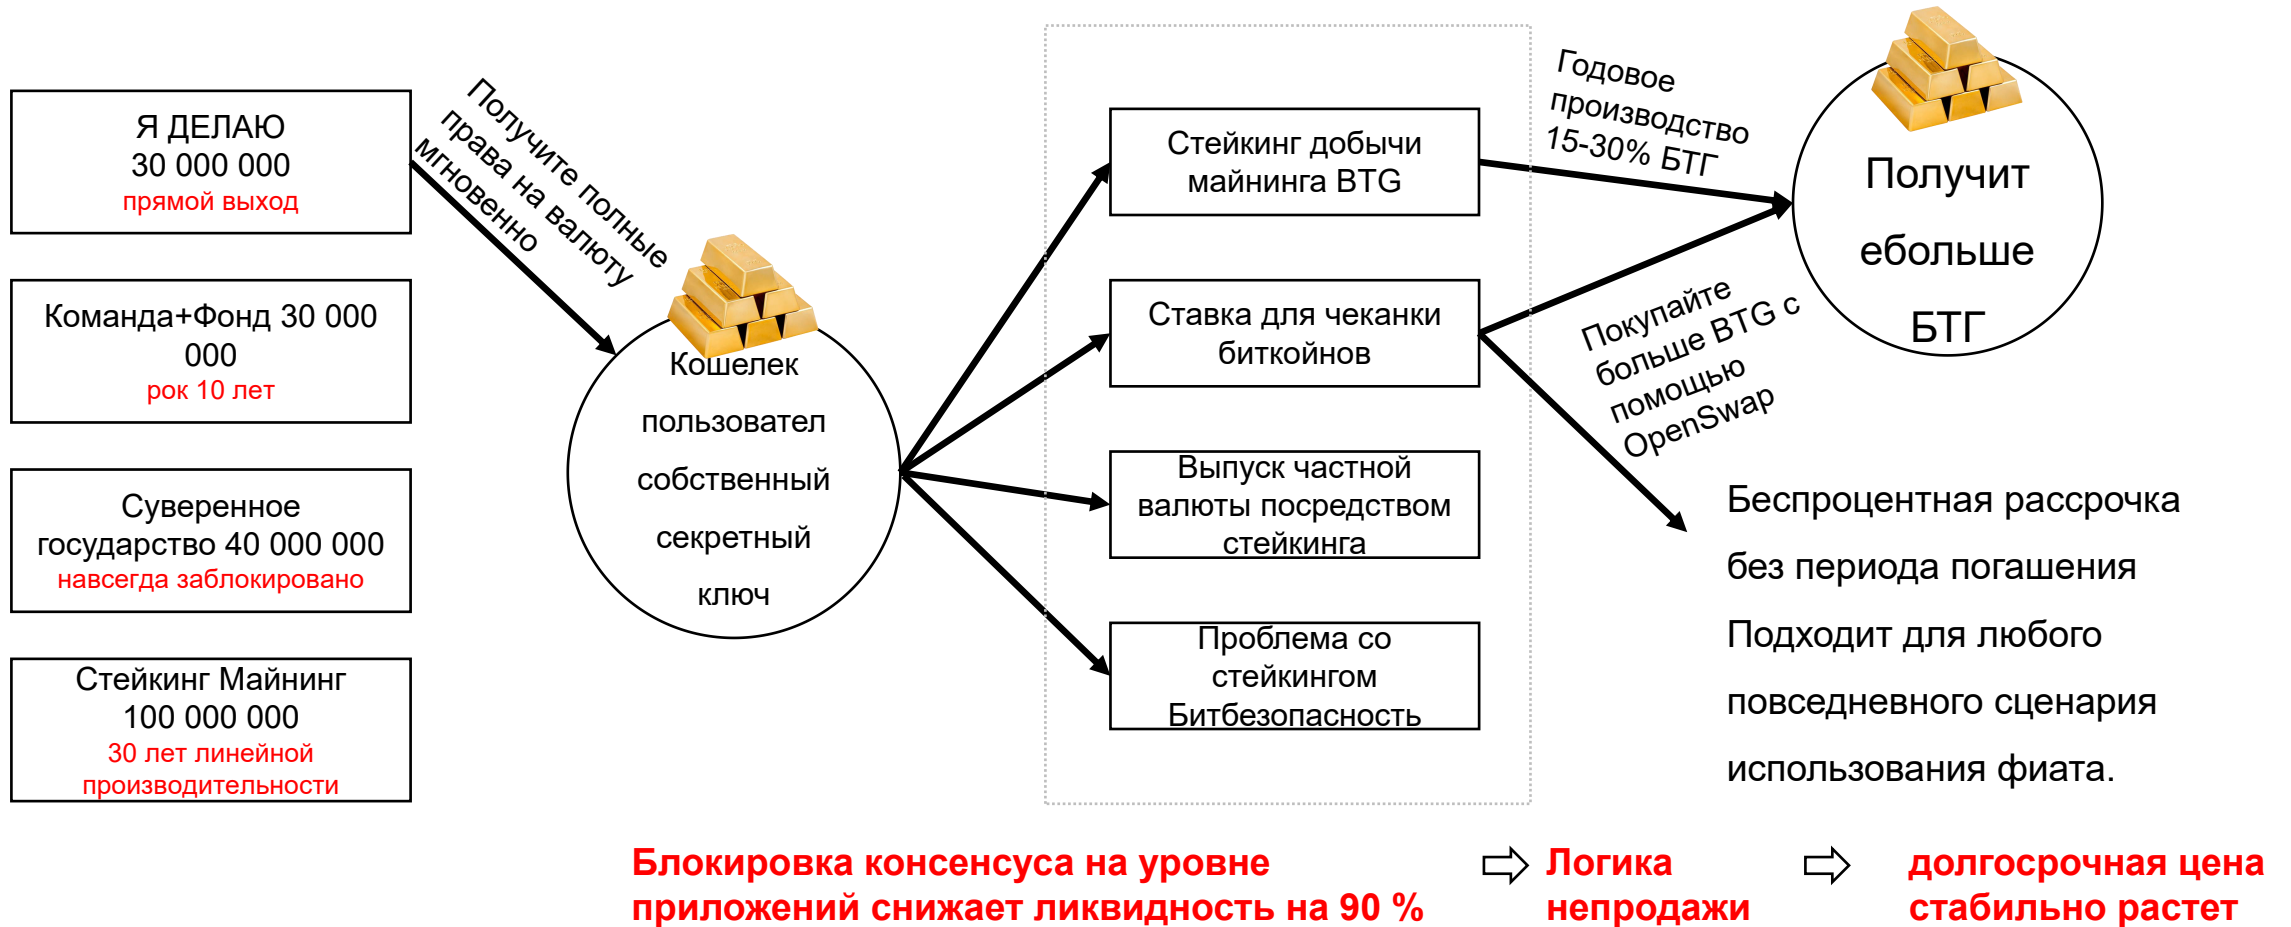 Я ДЕЛАЮ
30 000 000
прямой выход
Команда+Фонд 30 000
000
рок 10 лет
Суверенное
государство 40 000 000
навсегда заблокировано
Стейкинг Майнинг
100 000 000
30 лет линейной
производительности
Получите полные
права на валюту
мгновенно
Кошелек
пользовател
собственный
секретный
ключ
Стейкинг добычи
майнинга BTG
Ставка для чеканки
биткойнов
Выпуск частной
валюты посредством
стейкинга
Проблема со
стейкингом
Битбезопасность
Годовое
производство
15-30% БТГ
Покупайте
больше BTG с
помощью
OpenSwap
Получит
ебольше
БТГ
Беспроцентная рассрочка
без периода погашения
Подходит для любого
повседневного сценария
использования фиата.
Блокировка консенсуса на уровне
приложений снижает ликвидность на 90 %
Логика
непродажи
долгосрочная цена
стабильно растет